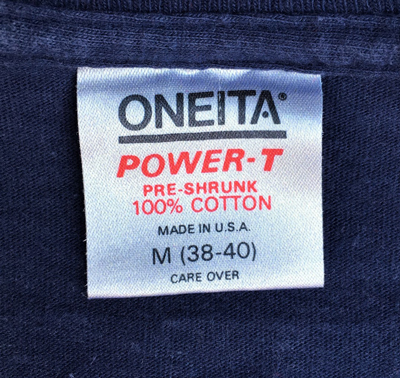 ONEITA®
POWER-T
PRE-SHRUNK
100% COTTON
MADE IN U.S.A.
M (38-40)
CARE OVER